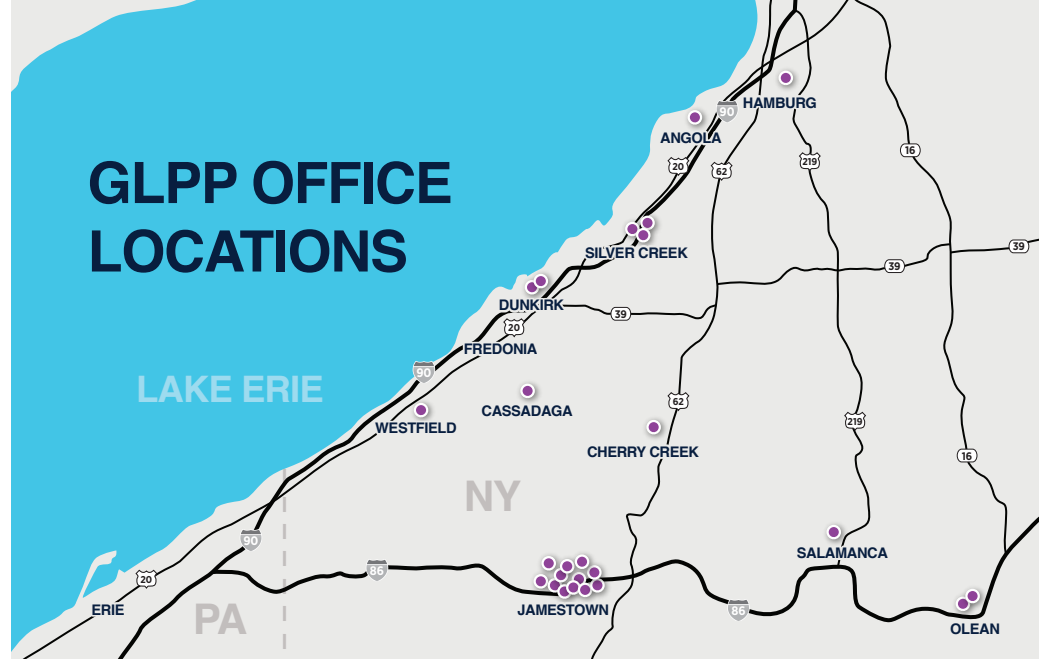 HAMBURG
90
ANGOLA
GLPP OFFICE
LOCATIONS
20
62
219
16
SILVER CREEK
39
39
DUNKIRK
39
20
FREDONIA
90
LAKE ERIE
CASSADAGA
62
WESTFIELD
219
CHERRY CREEK
16
NY
90
SALAMANCA
86
20
ERIE
PA
JAMESTOWN
86
OLEAN